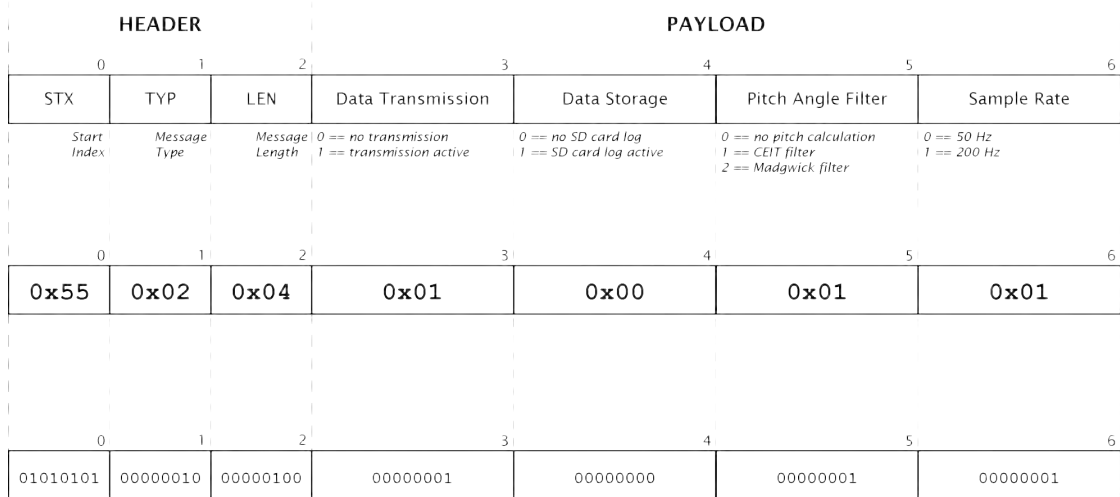 HEADER PAYLOAD
0 1 2 3 4 5 6
STX TYP LEN Data Transmission Data Storage Pitch Angle Filter Sample Rate
Start Message Message 0 == no transmission 0 == no SD card log 0 == no pitch calculation 0 == 50 Hz
Index Type Length 1 == transmission active 1 == SD card log active 1 == CEIT filter 1 == 200 Hz
2 == Madgwick filter
0 1 2 3 4 5 6
0x55 0x02 0x04 0x01 0x00 0x01 0x01
0 1 2 3 4 5 6
01010101 00000010 00000100 00000001 00000000 00000001 00000001